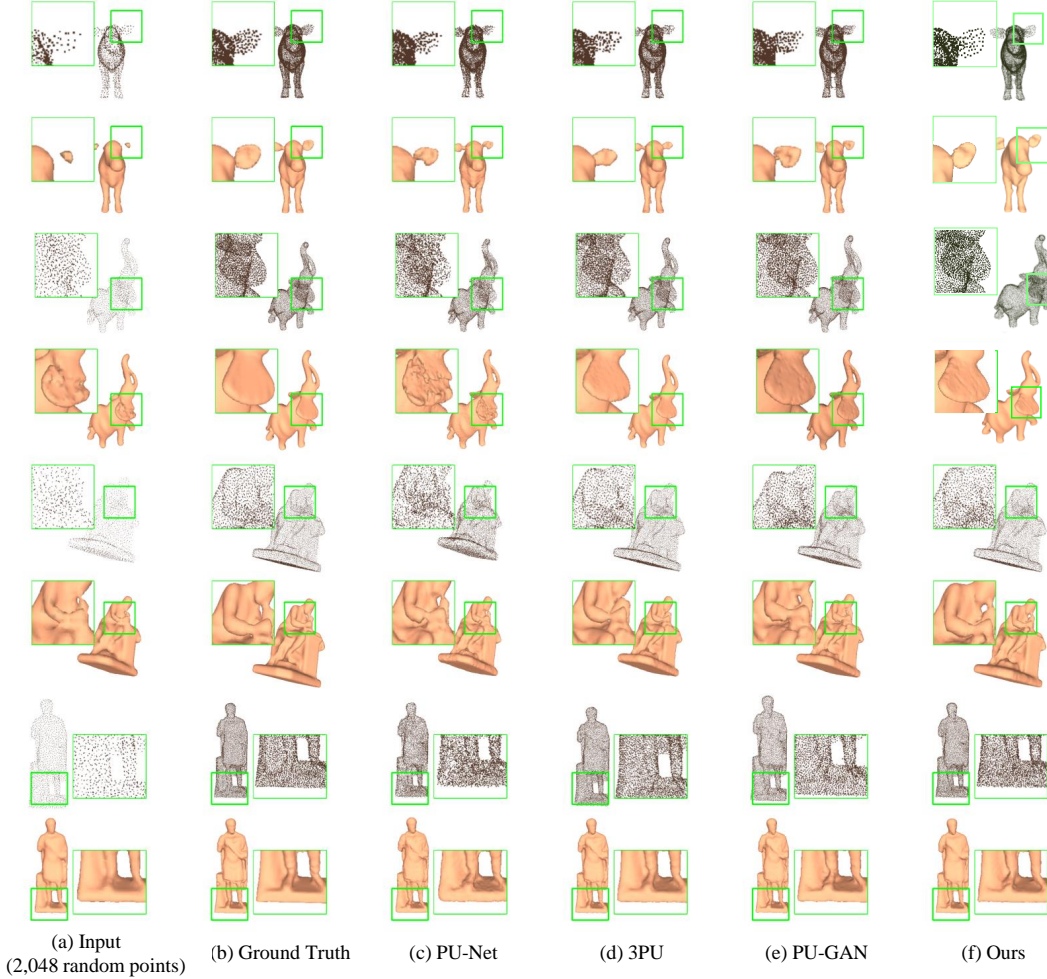 (a) Input
(2,048 random points)
(b) Ground Truth
(c) PU-Net
(d) 3PU
(e) PU-GAN
(f) Ours